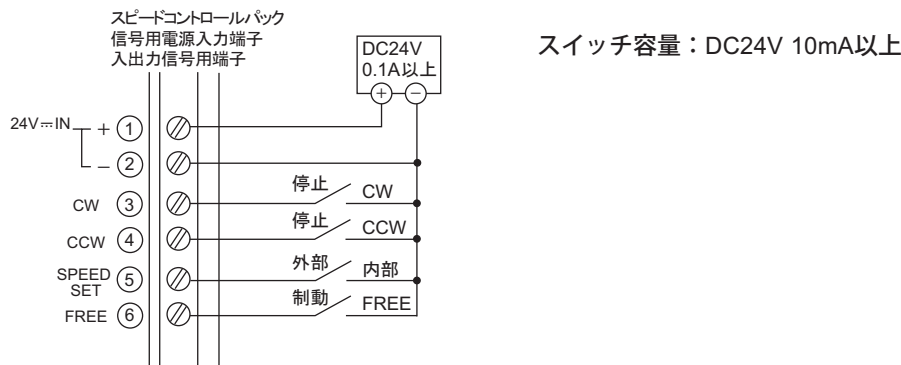 スピードコントロールパック
信号用電源入力端子
入出力信号用端子
DC24V
0.1A以上
+ −
スイッチ容量:DC24V 10mA以上
24V⎓IN
+ 1
− 2
CW 3
停止 CW
CCW 4
停止 CCW
SPEED
SET 5
外部 内部
FREE 6
制動 FREE